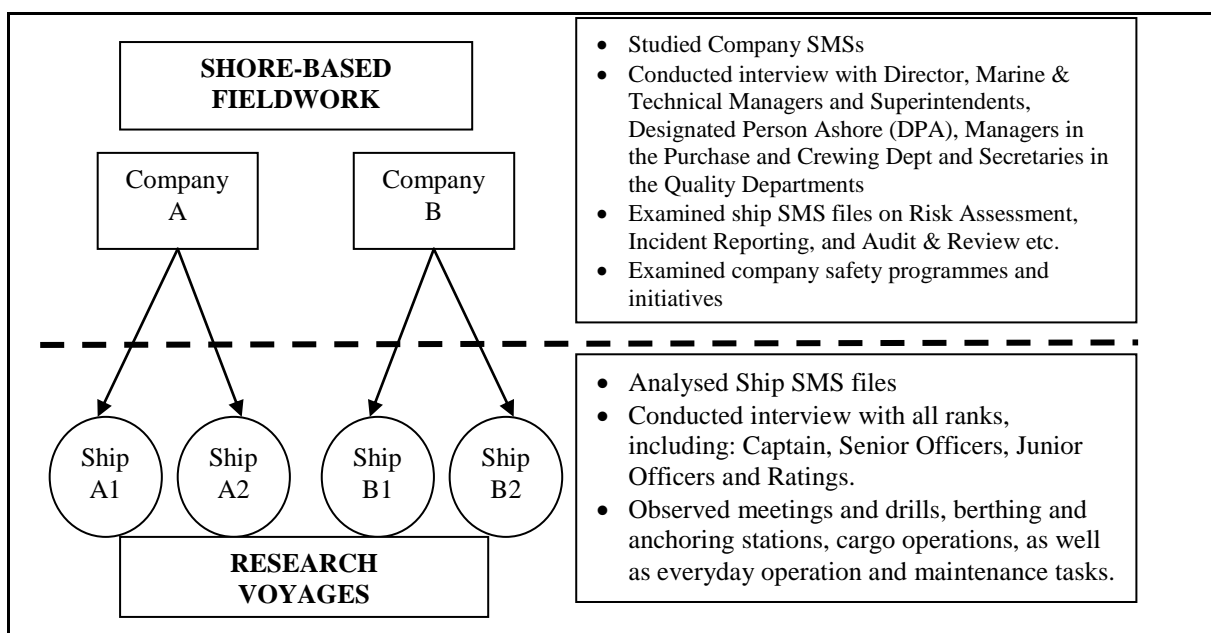 SHORE-BASED
FIELDWORK
Company
A
Company
B
• Studied Company SMSs
• Conducted interview with Director, Marine &
Technical Managers and Superintendents,
Designated Person Ashore (DPA), Managers in
the Purchase and Crewing Dept and Secretaries in
the Quality Departments
• Examined ship SMS files on Risk Assessment,
Incident Reporting, and Audit & Review etc.
• Examined company safety programmes and
initiatives
Ship
A1
Ship
A2
Ship
B1
Ship
B2
RESEARCH
VOYAGES
• Analysed Ship SMS files
• Conducted interview with all ranks,
including: Captain, Senior Officers, Junior
Officers and Ratings.
• Observed meetings and drills, berthing and
anchoring stations, cargo operations, as well
as everyday operation and maintenance tasks.